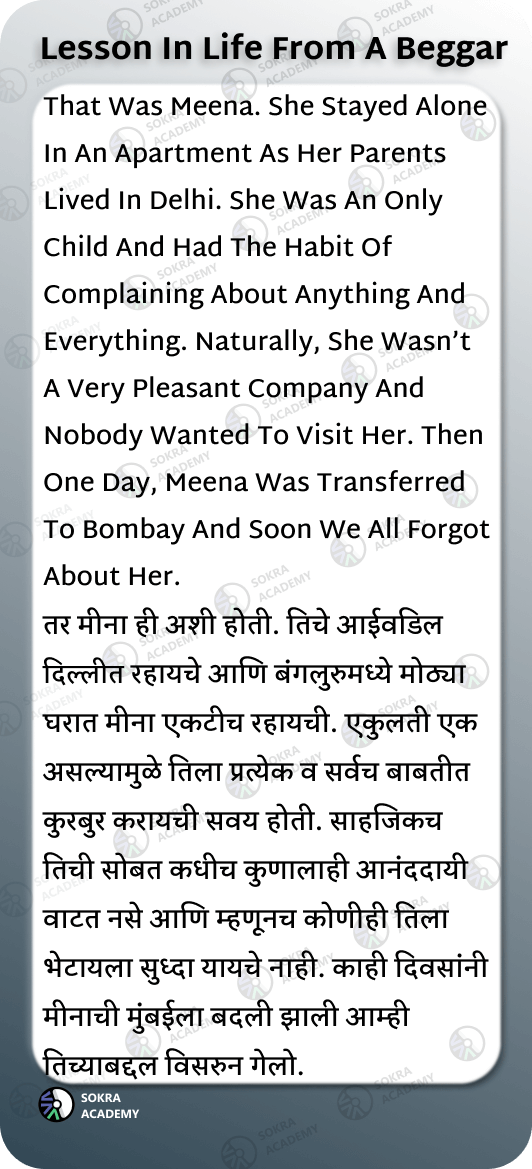 Lesson In Life From A Beggar
That Was Meena. She Stayed Alone
In An Apartment As Her Parents
Lived In Delhi. She Was An Only
Child And Had The Habit Of
Complaining About Anything And
Everything. Naturally, She Wasn’t
A Very Pleasant Company And
Nobody Wanted To Visit Her. Then
One Day, Meena Was Transferred
To Bombay And Soon We All Forgot
About Her.
तर मीना ही अशी होती. तिचे आईवडिल
दिल्लीत रहायचे आणि बंगलुरुमध्ये मोठ्या
घरात मीना एकटीच रहायची. एकुलती एक
असल्यामुळे तिला प्रत्येक व सर्वच बाबतीत
कुरबुर करायची सवय होती. साहजिकच
तिची सोबत कधीच कुणालाही आनंददायी
वाटत नसे आणि म्हणूनच कोणीही तिला
भेटायला सुध्दा यायचे नाही. काही दिवसांनी
मीनाची मुंबईला बदली झाली आम्ही
तिच्याबद्दल विसरुन गेलो.
SOKRA
ACADEMY